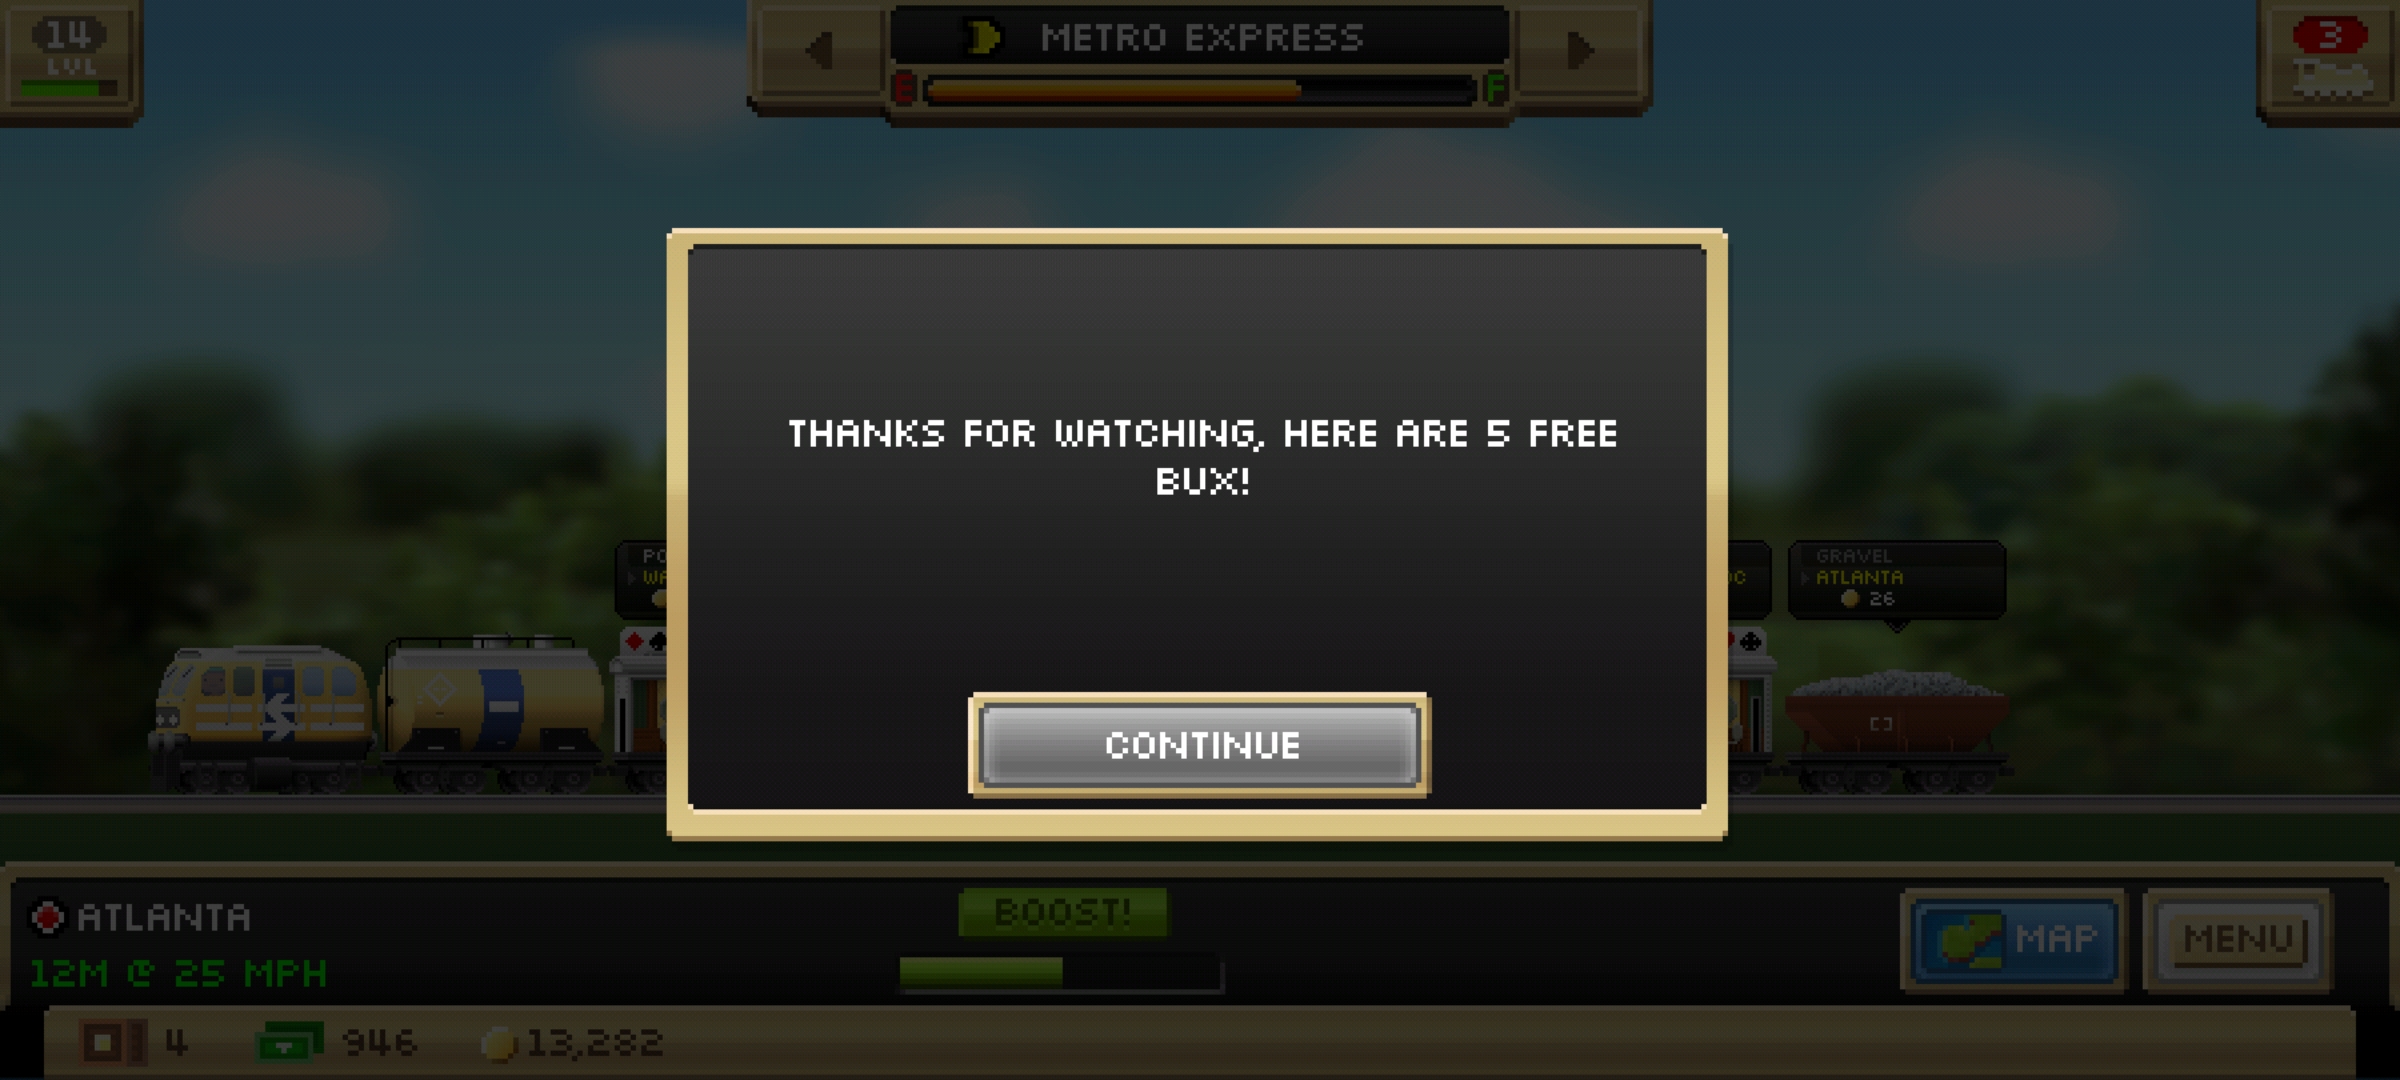 14
LVL
METRO EXPRESS
E
F
3
THANKS FOR WATCHING, HERE ARE 5 FREE
BUX!
CONTINUE
GRAVEL
ATLANTA
26
ATLANTA
12M @ 25 MPH
BOOST!
MAP
MENU
4
946
13,282